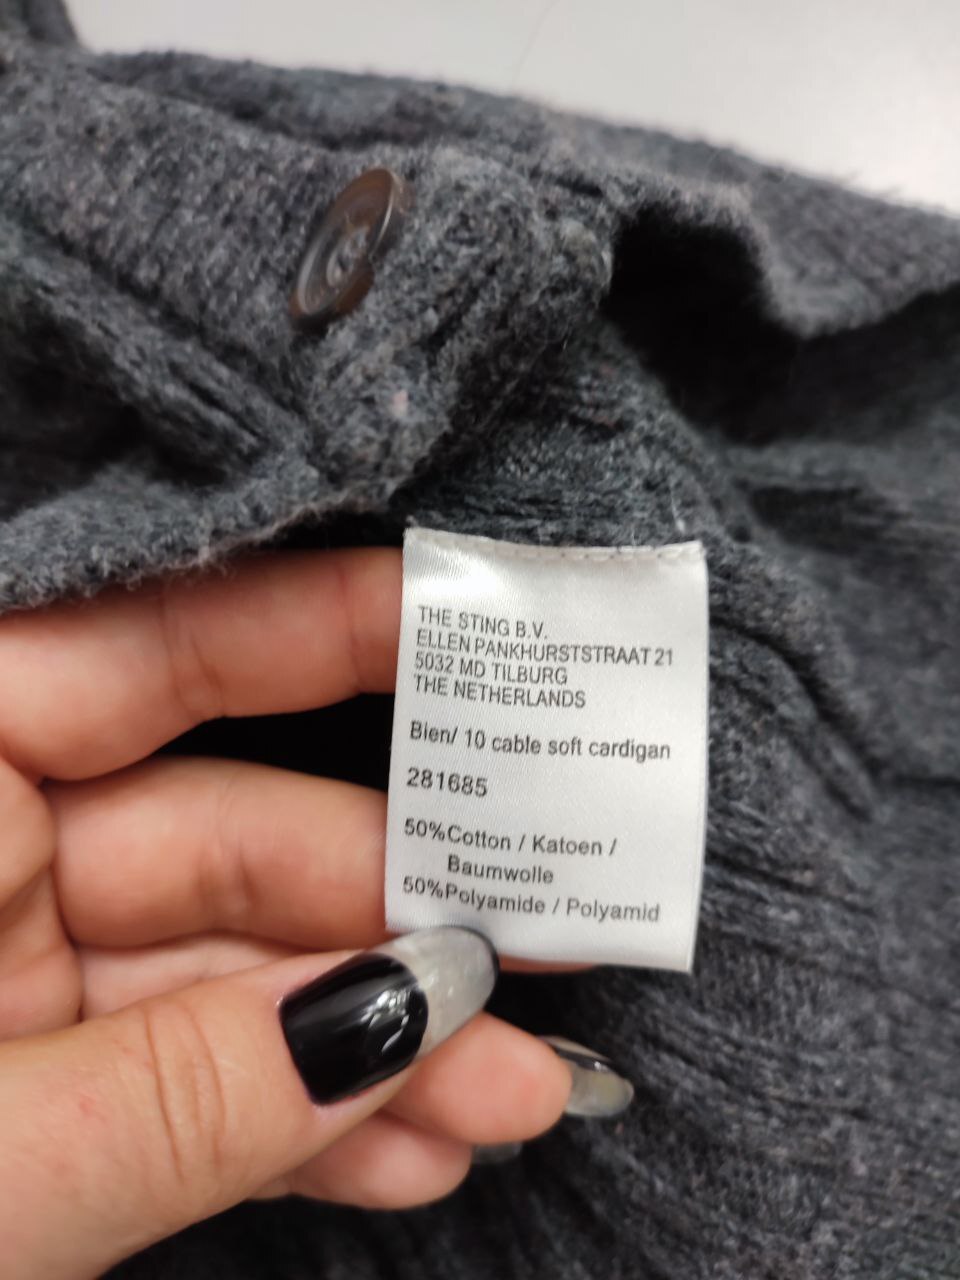 THE STING B.V.
ELLEN PANKHURSTSTRAAT 21
5032 MD TILBURG
THE NETHERLANDS
Bien/ 10 cable soft cardigan
281685
50%Cotton / Katoen /
Baumwolle
50%Polyamide / Polyamid